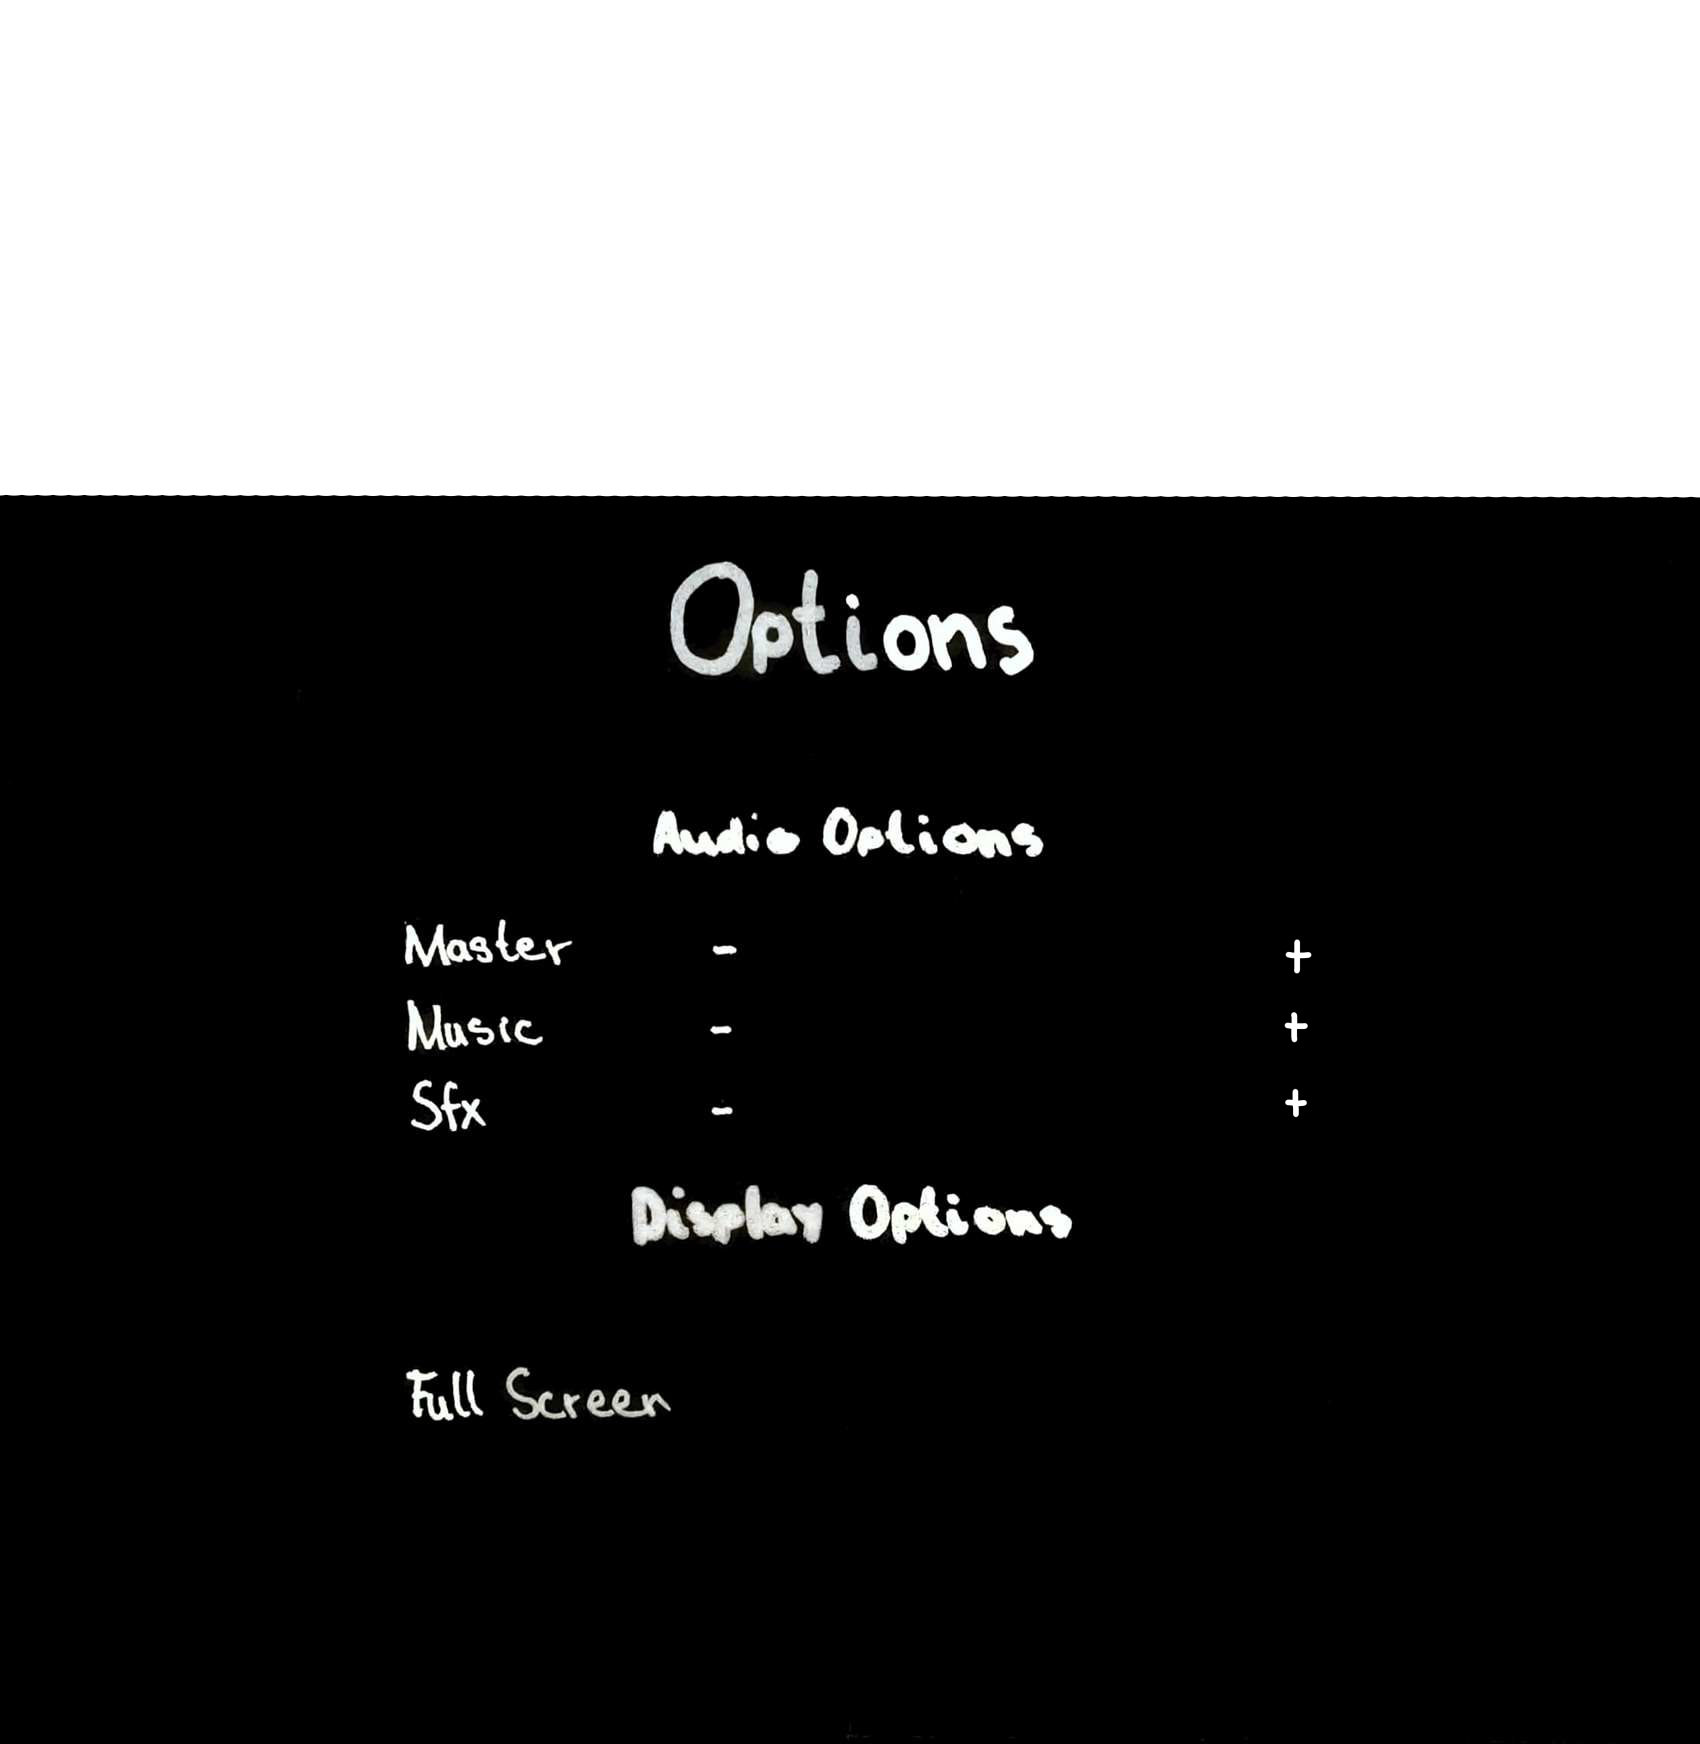 Options
Audio Options
Master - +
Music - +
Sfx - +
Display Options
Full Screen